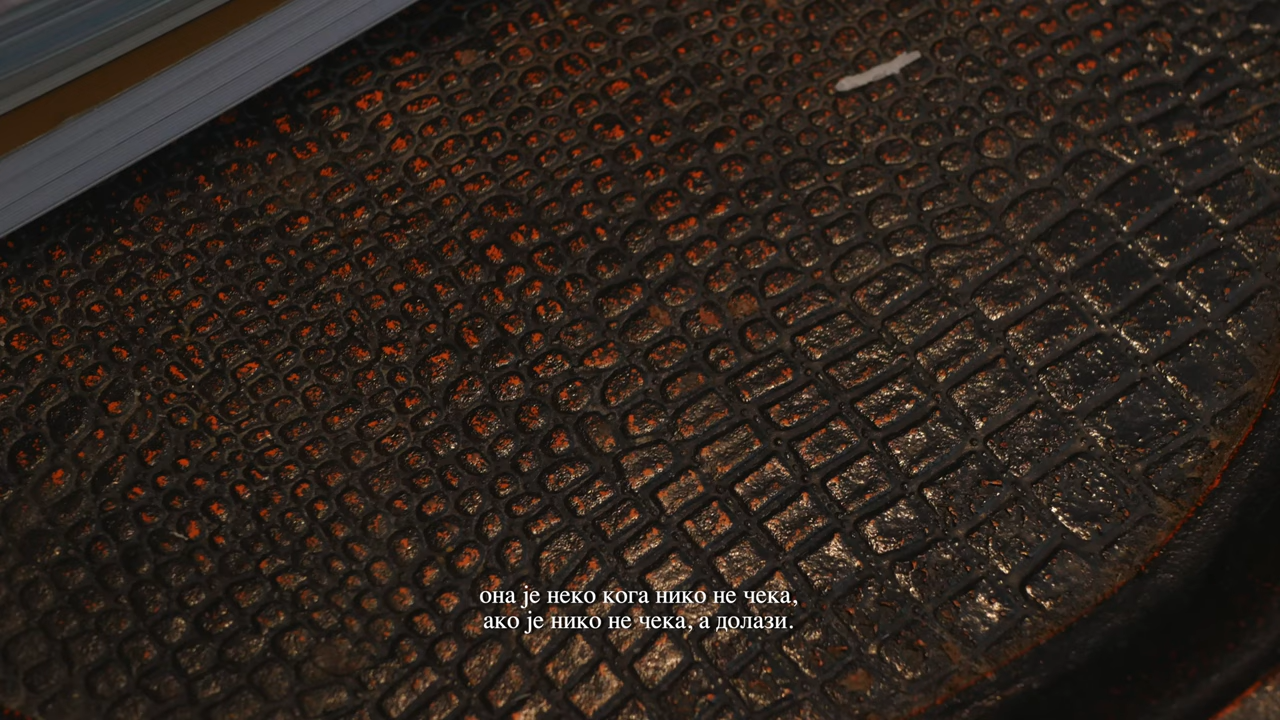 она је неко кога нико не чека,
ако је нико не чека, а долази.